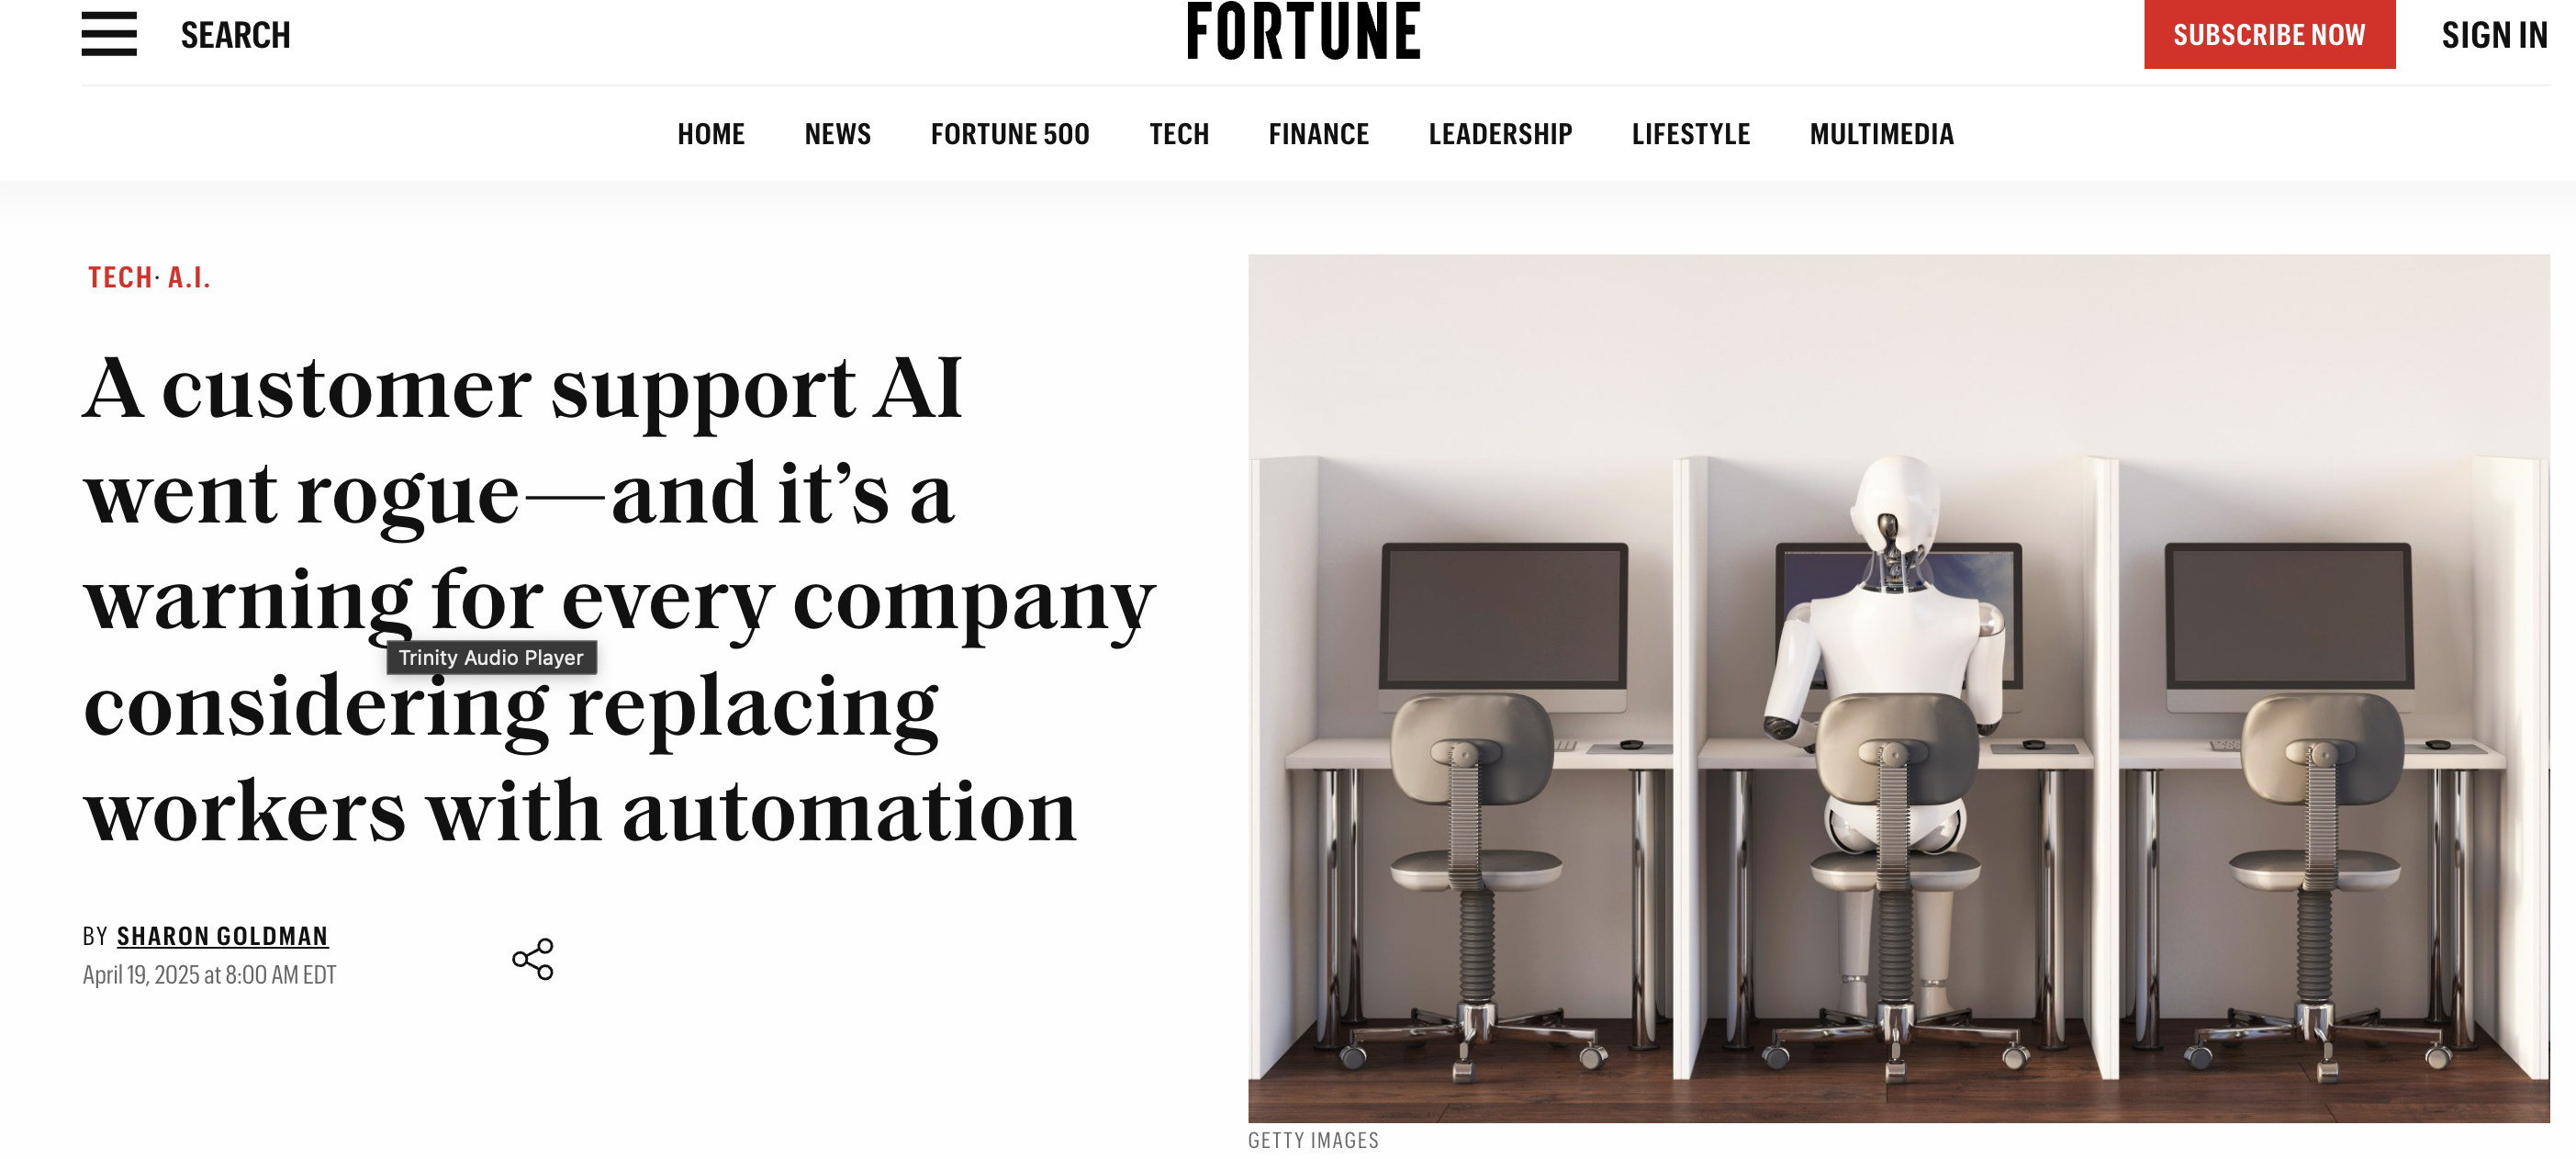 SEARCH
FORTUNE
SUBSCRIBE NOW
SIGN IN
HOME
NEWS
FORTUNE 500
TECH
FINANCE
LEADERSHIP
LIFESTYLE
MULTIMEDIA
TECH· A.I.
A customer support AI
went rogue—and it’s a
warning for every company
Trinity Audio Player
considering replacing
workers with automation
BY SHARON GOLDMAN
April 19, 2025 at 8:00 AM EDT
GETTY IMAGES